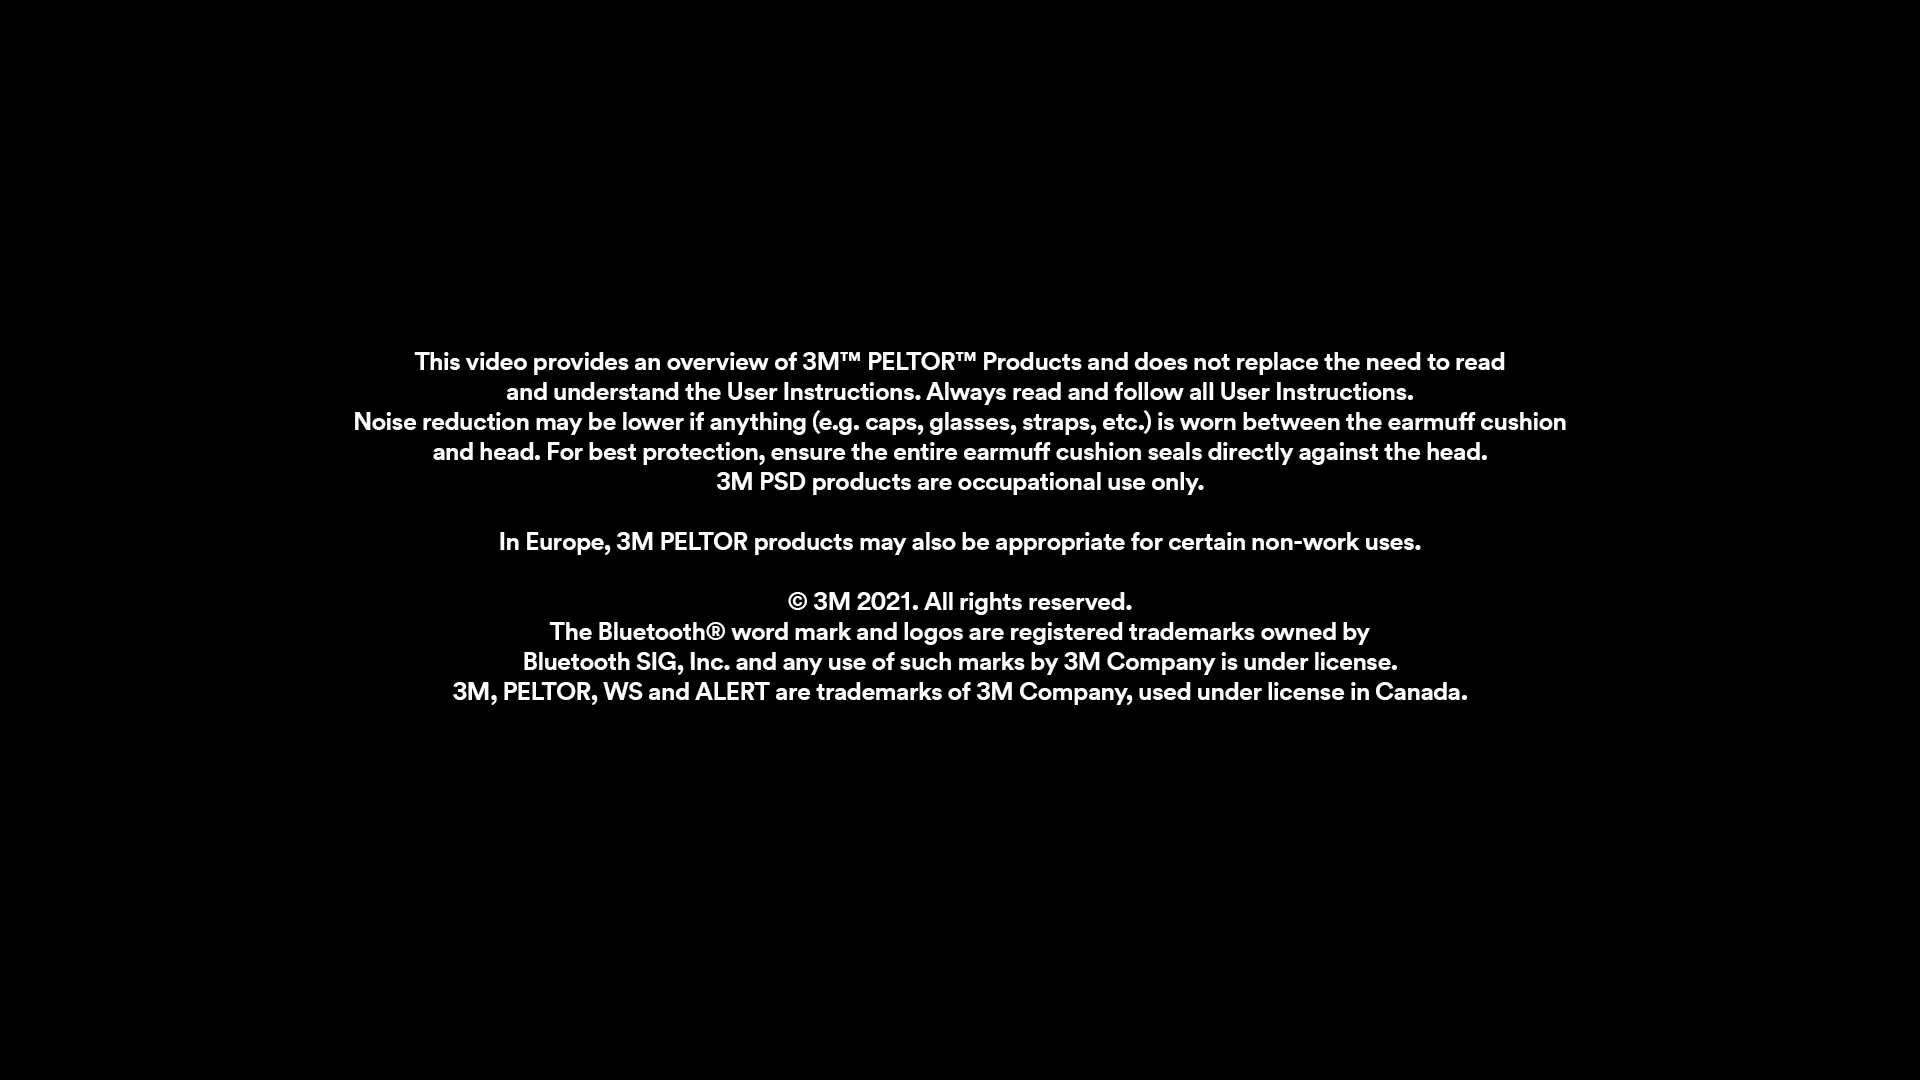 This video provides an overview of 3M™ PELTOR™ Products and does not replace the need to read
and understand the User Instructions. Always read and follow all User Instructions.
Noise reduction may be lower if anything (e.g. caps, glasses, straps, etc.) is worn between the earmuff cushion
and head. For best protection, ensure the entire earmuff cushion seals directly against the head.
3M PSD products are occupational use only.
In Europe, 3M PELTOR products may also be appropriate for certain non-work uses.
© 3M 2021. All rights reserved.
The Bluetooth® word mark and logos are registered trademarks owned by
Bluetooth SIG, Inc. and any use of such marks by 3M Company is under license.
3M, PELTOR, WS and ALERT are trademarks of 3M Company, used under license in Canada.